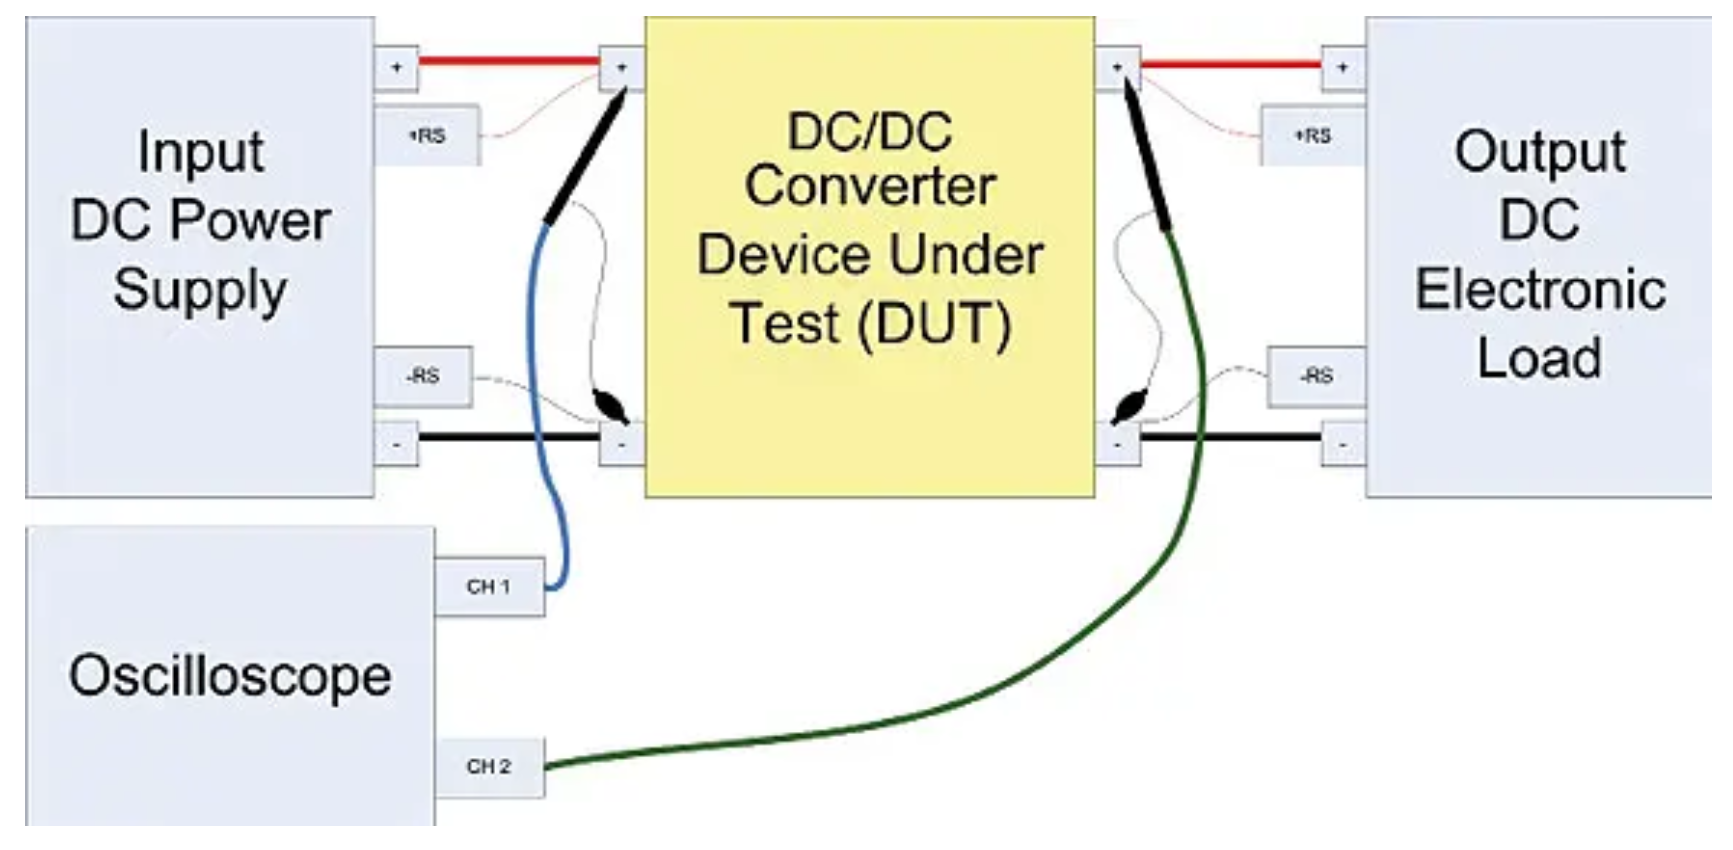 Input
DC Power
Supply
+
+RS
-RS
-
+
-
DC/DC
Converter
Device Under
Test (DUT)
+
-
+
+RS
-RS
-
Output
DC
Electronic
Load
Oscilloscope
CH 1
CH 2